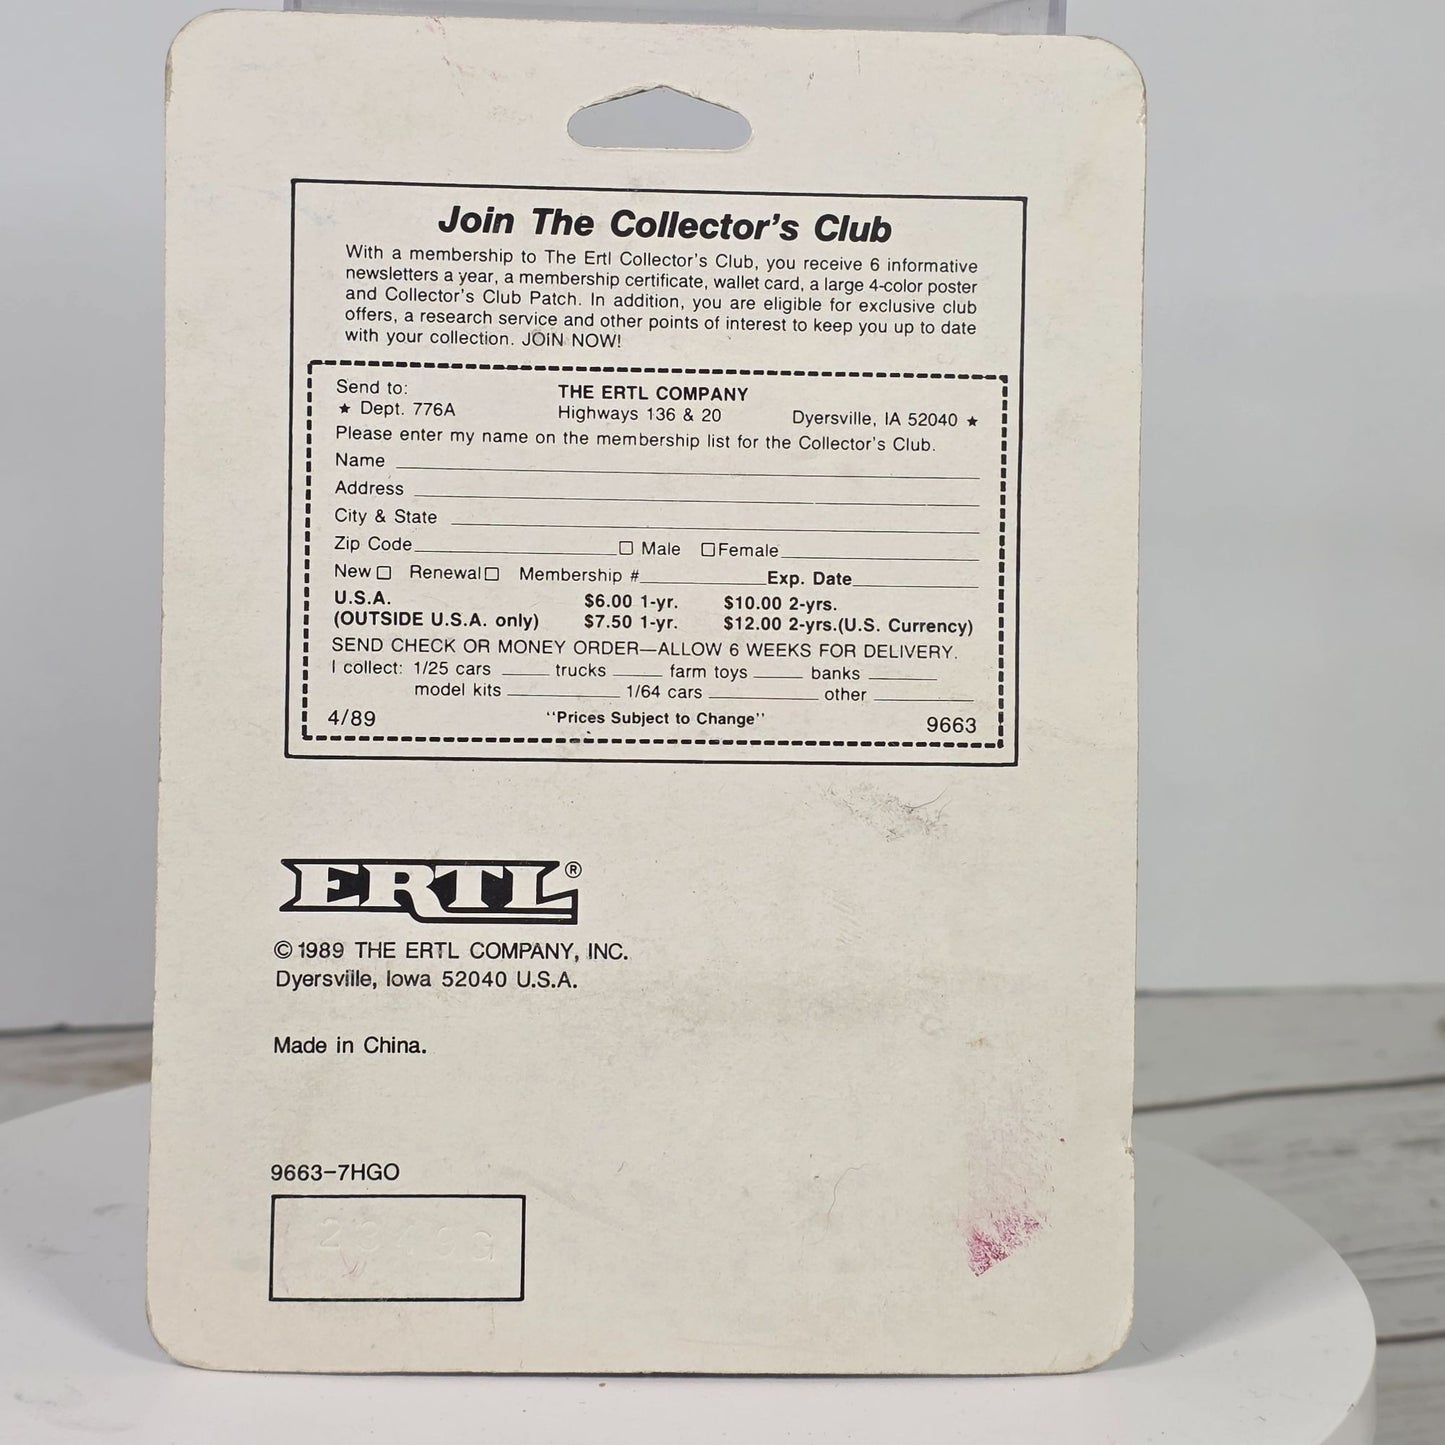 Join The Collector's Club
With a membership to The Ertl Collector's Club, you receive 6 informative
newsletters a year, a membership certificate, wallet card, a large 4-color poster
and Collector's Club Patch. In addition, you are eligible for exclusive club
offers, a research service and other points of interest to keep you up to date
with your collection. JOiN NOW!
Send to: THE ERTL COMPANY
★ Dept. 776A Highways 136 & 20 Dyersville, IA 52040 ★
Please enter my name on the membership list for the Collector's Club.
Name
Address
City & State
Zip Code ☐ Male ☐ Female
New ☐ Renewal ☐ Membership # Exp. Date
U.S.A. $6.00 1-yr. $10.00 2-yrs.
(OUTSIDE U.S.A. only) $7.50 1-yr. $12.00 2-yrs.(U.S. Currency)
SEND CHECK OR MONEY ORDER—ALLOW 6 WEEKS FOR DELIVERY.
I collect: 1/25 cars trucks farm toys banks
model kits 1/64 cars other
4/89 "Prices Subject to Change" 9663
ERTL®
© 1989 THE ERTL COMPANY, INC.
Dyersville, Iowa 52040 U.S.A.
Made in China.
9663-7HGO